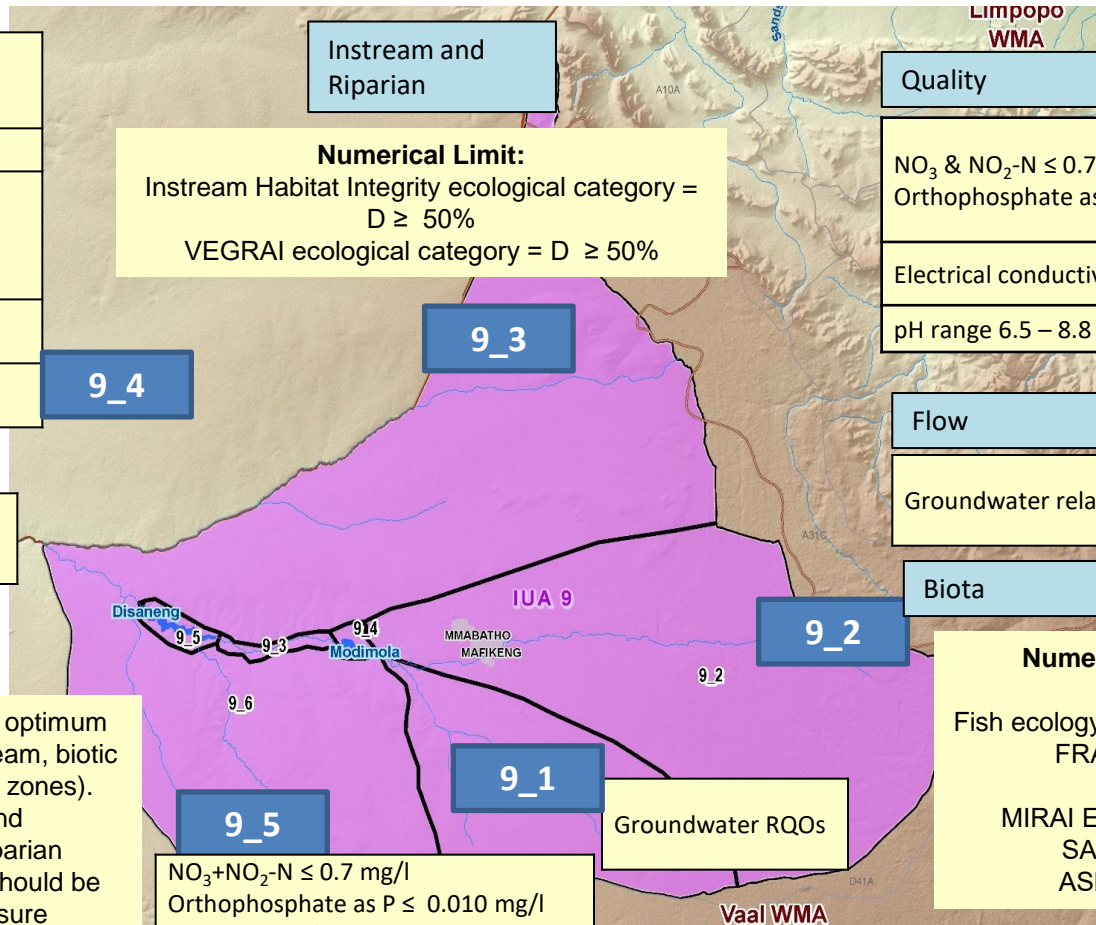 Limpopo
WMA
Sands
A10A
Instream and
Riparian
Quality
Numerical Limit:
Instream Habitat Integrity ecological category =
D ≥ 50%
VEGRAI ecological category = D ≥ 50%
NO₃ & NO₂-N ≤ 0.7
Orthophosphate as
Electrical conductiv
pH range 6.5 – 8.8
9_3
9_4
Flow
Groundwater rela
A31C
Biota
IUA 9
Disaneng
9_5
9_3
9_4
Modimola
MMABATHO
MAFIKENG
9_2
9_2
9_6
optimum
eam, biotic
zones).
nd
parian
should be
sure
Nume
Fish ecology
FRA
MIRAI E
SA
ASI
9_1
9_5
Groundwater RQOs
NO₃+NO₂-N ≤ 0.7 mg/l
Orthophosphate as P ≤ 0.010 mg/l
D41A
Vaal WMA